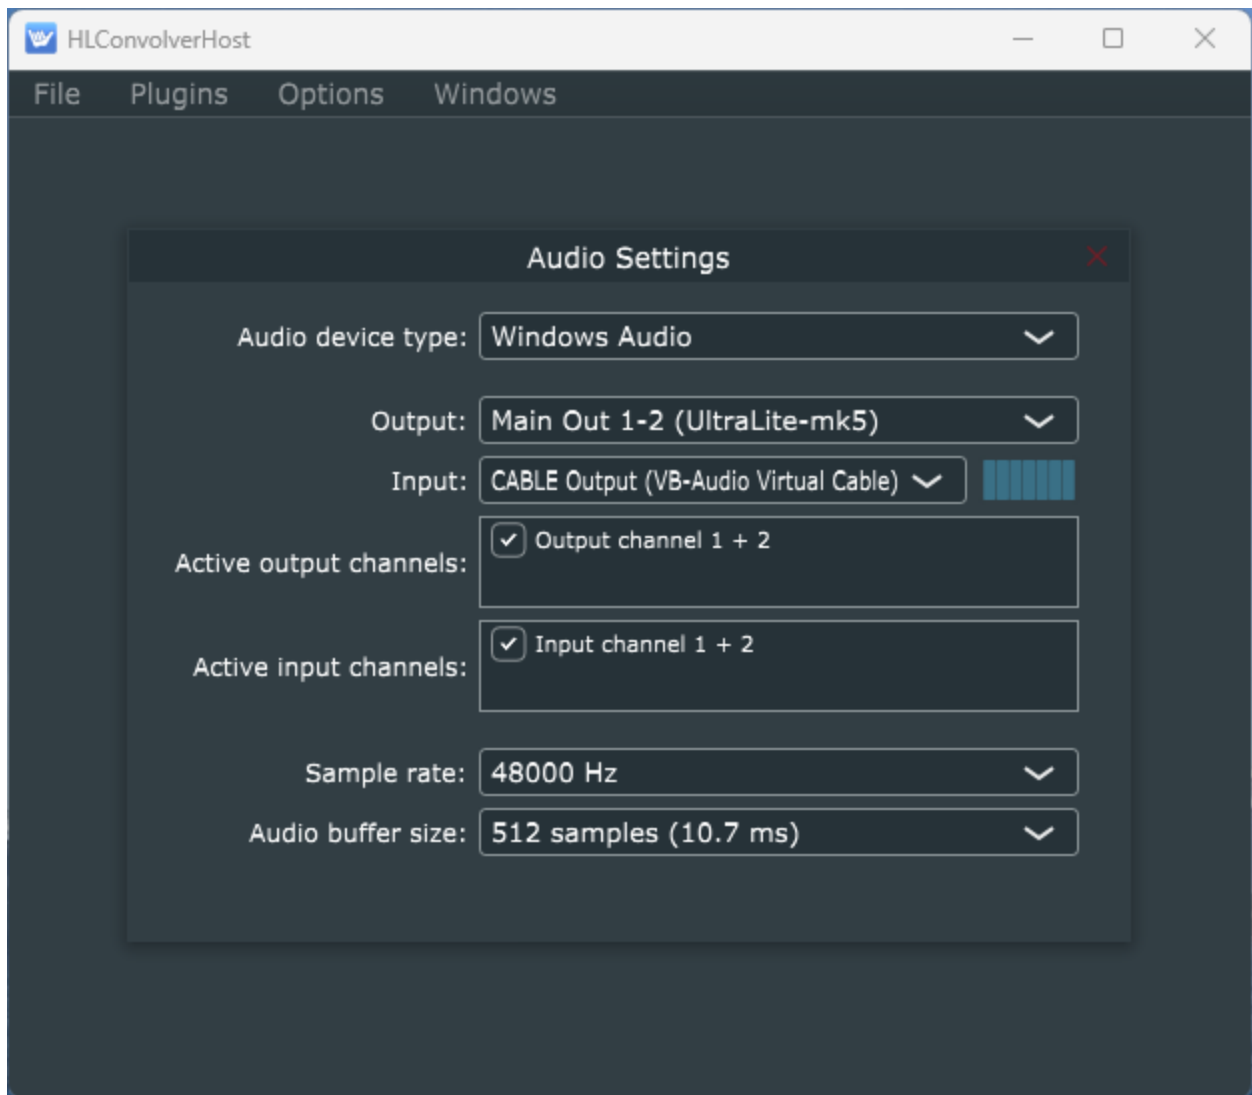 HLConvolverHost
File Plugins Options Windows
Audio Settings
Audio device type: Windows Audio
Output: Main Out 1-2 (UltraLite-mk5)
Input: CABLE Output (VB-Audio Virtual Cable)
Active output channels: Output channel 1 + 2
Active input channels: Input channel 1 + 2
Sample rate: 48000 Hz
Audio buffer size: 512 samples (10.7 ms)